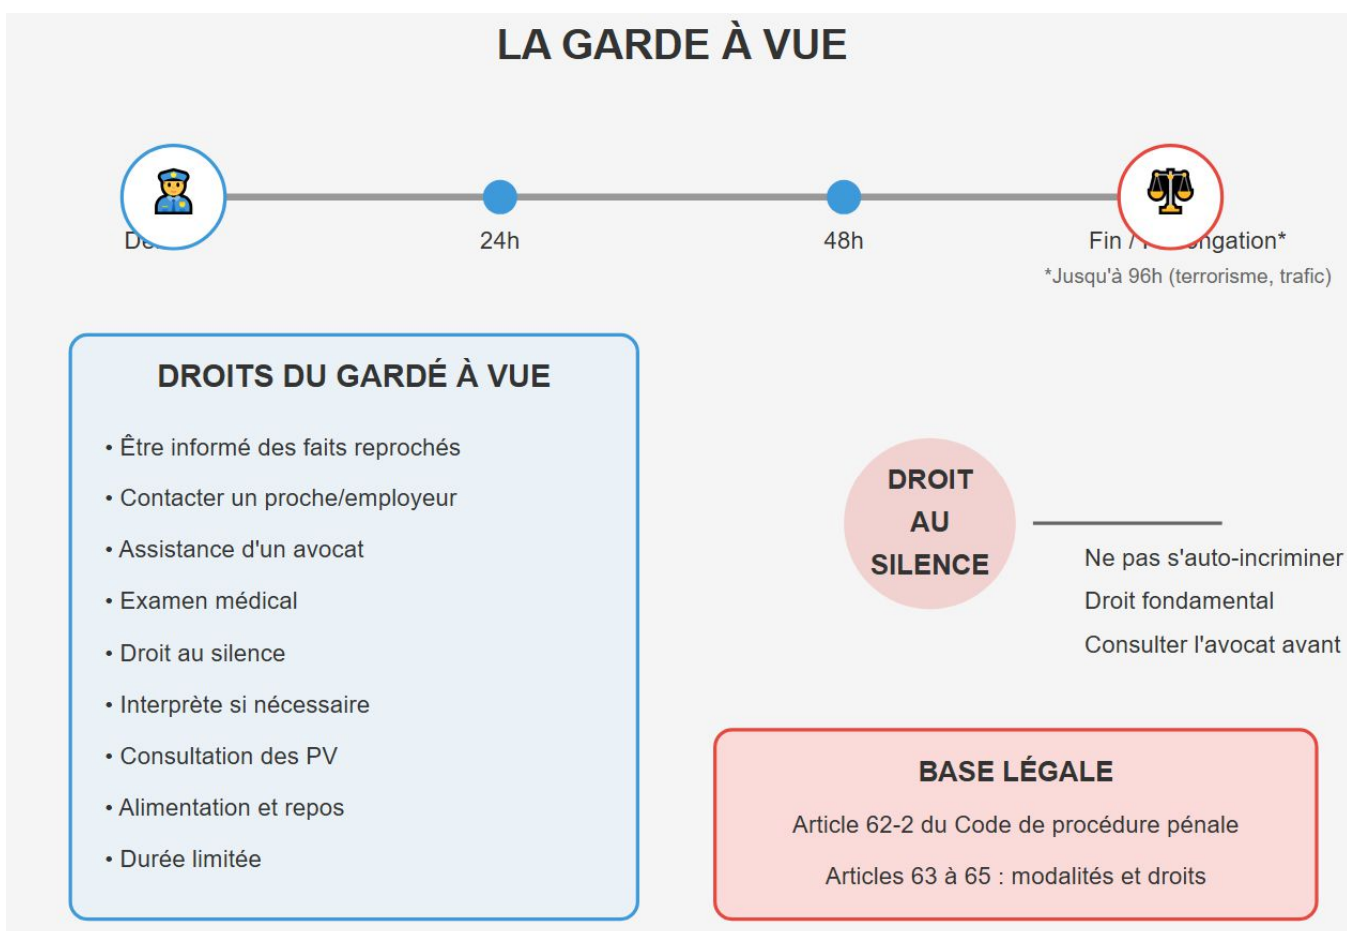 LA GARDE À VUE
24h
48h
Fin /
*Jusqu'à 96h (terrorisme, trafic)
DROITS DU GARDÉ À VUE
• Être informé des faits reprochés
• Contacter un proche/employeur
• Assistance d'un avocat
• Examen médical
• Droit au silence
• Interprète si nécessaire
• Consultation des PV
• Alimentation et repos
• Durée limitée
DROIT
AU
SILENCE
Ne pas s'auto-incriminer
Droit fondamental
Consulter l'avocat avant
BASE LÉGALE
Article 62-2 du Code de procédure pénale
Articles 63 à 65 : modalités et droits